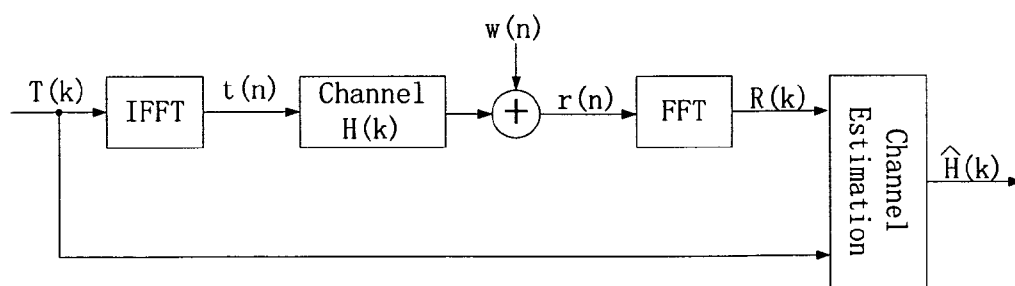 w(n)
T(k)
IFFT
t(n)
Channel
H(k)
+
r(n)
FFT
R(k)
Channel
Estimation
Ĥ(k)